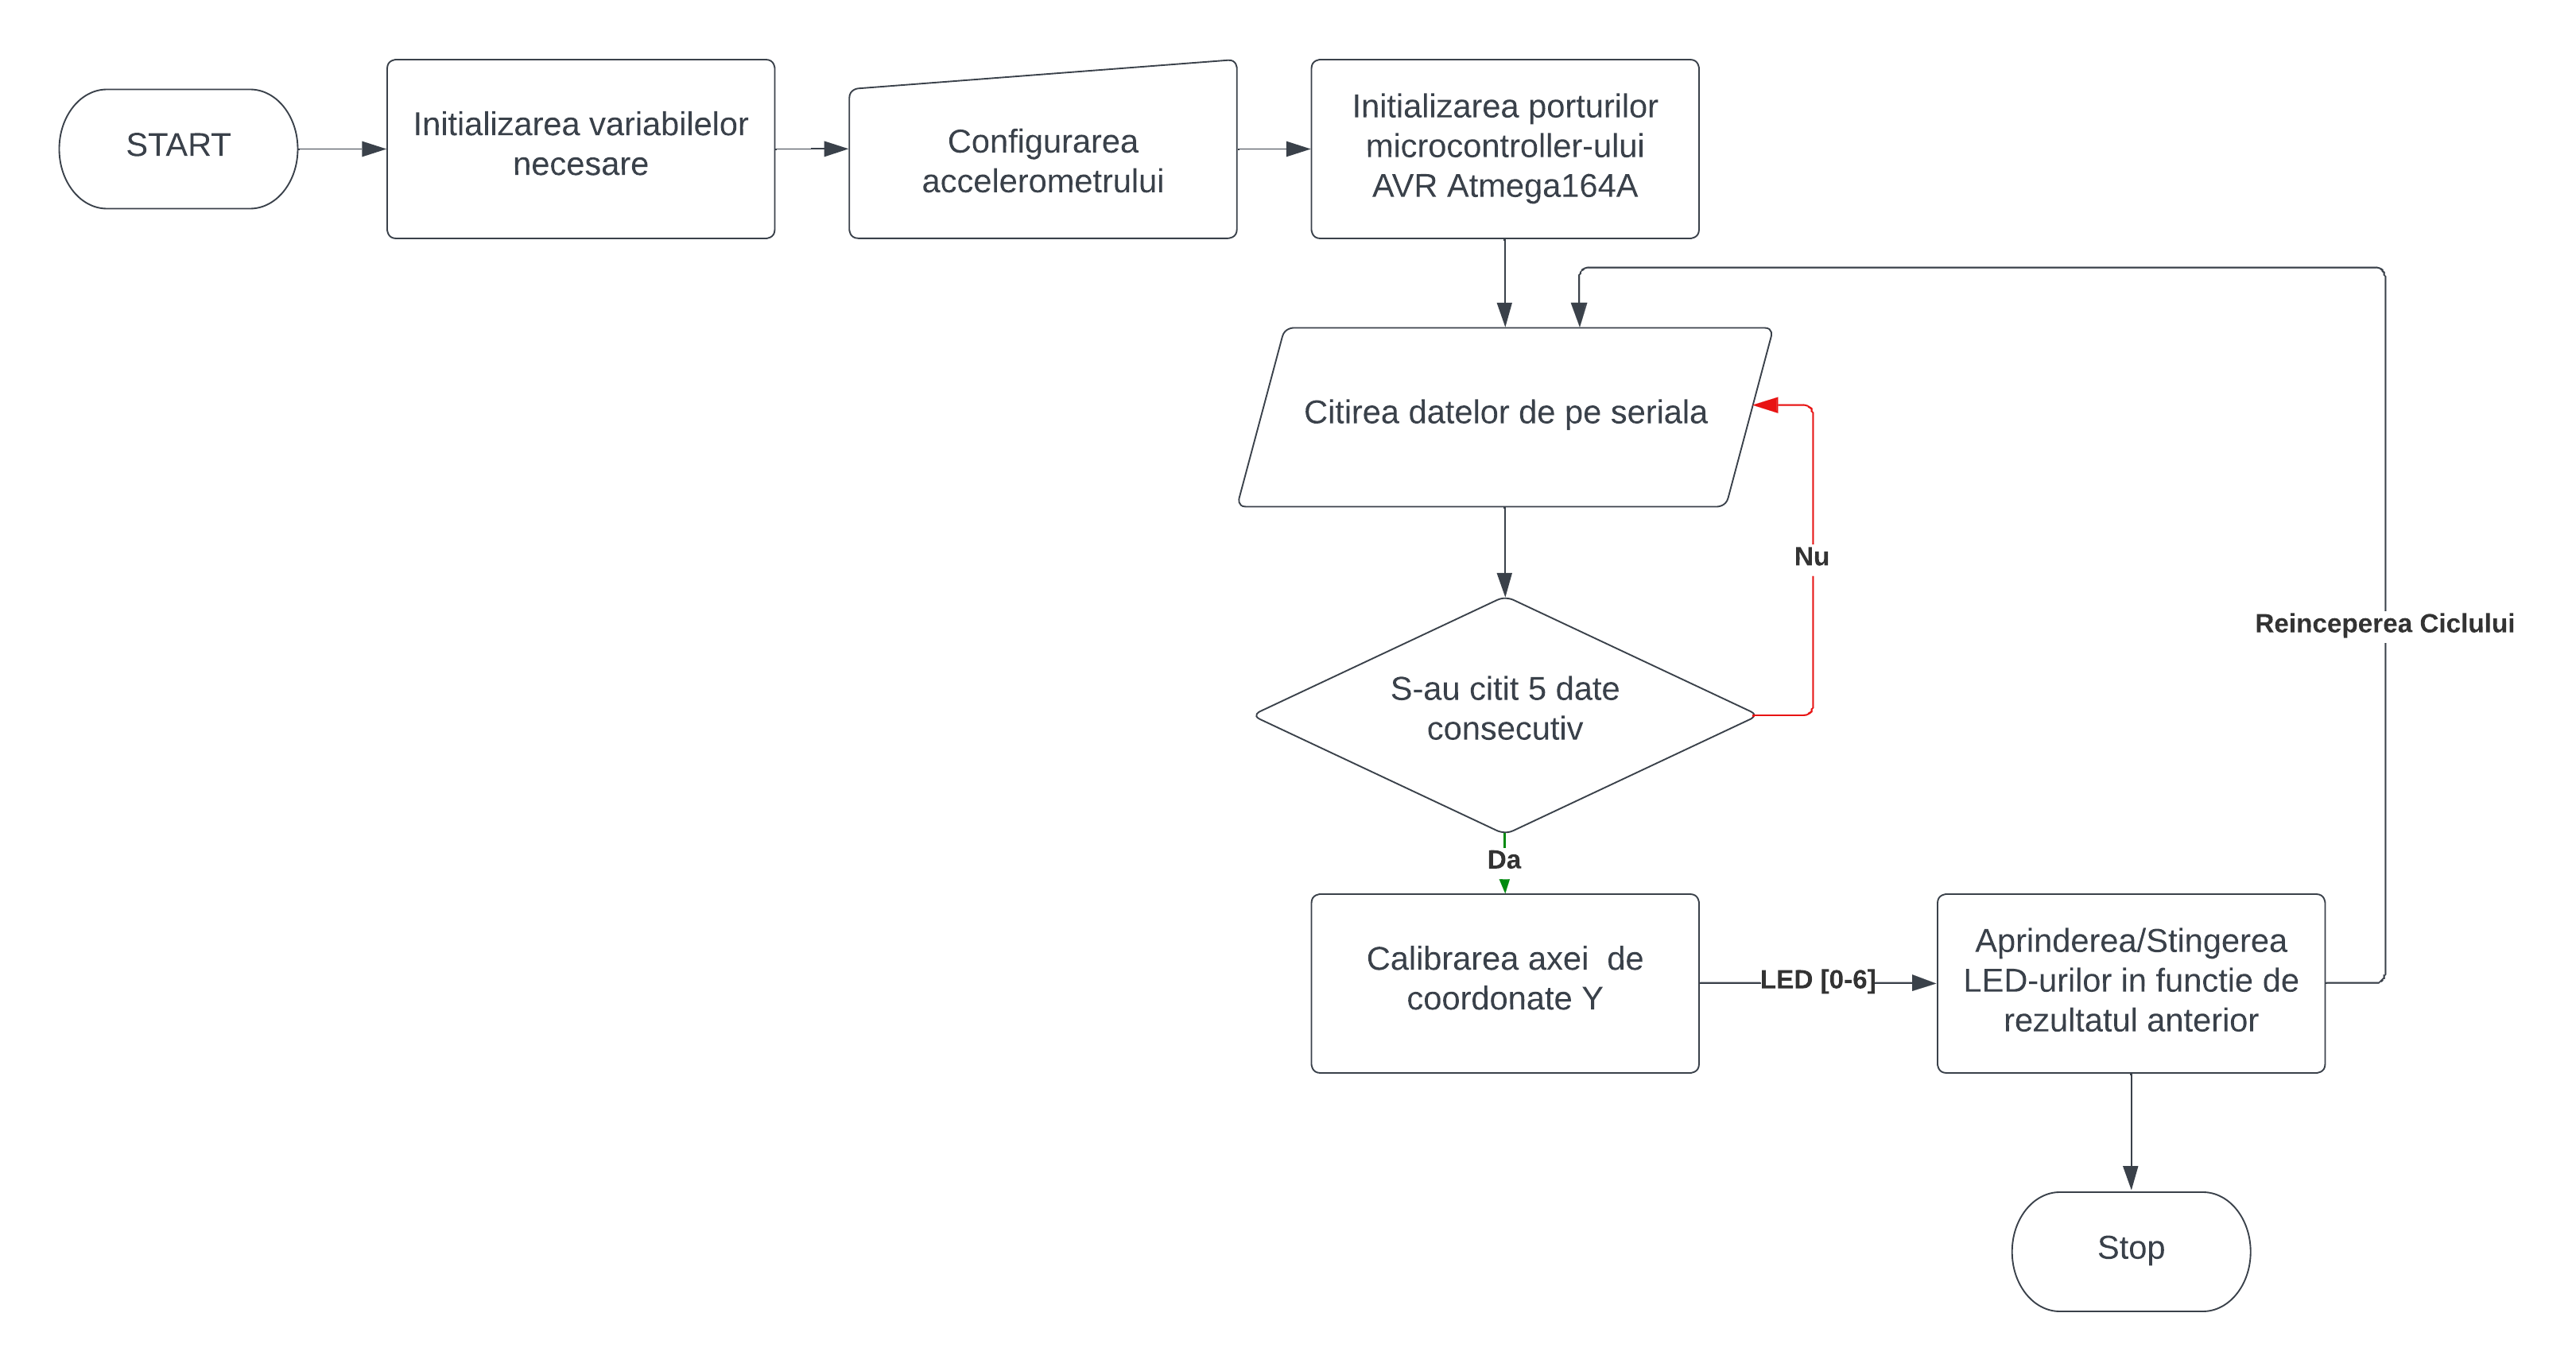 START
Initializarea variabilelor
necesare
Configurarea
accelerometrului
Initializarea porturilor
microcontroller-ului
AVR Atmega164A
Citirea datelor de pe seriala
Nu
Reinceperea Ciclului
S-au citit 5 date
consecutiv
Da
Calibrarea axei  de
coordonate Y
LED [0-6]
Aprinderea/Stingerea
LED-urilor in functie de
rezultatul anterior
Stop